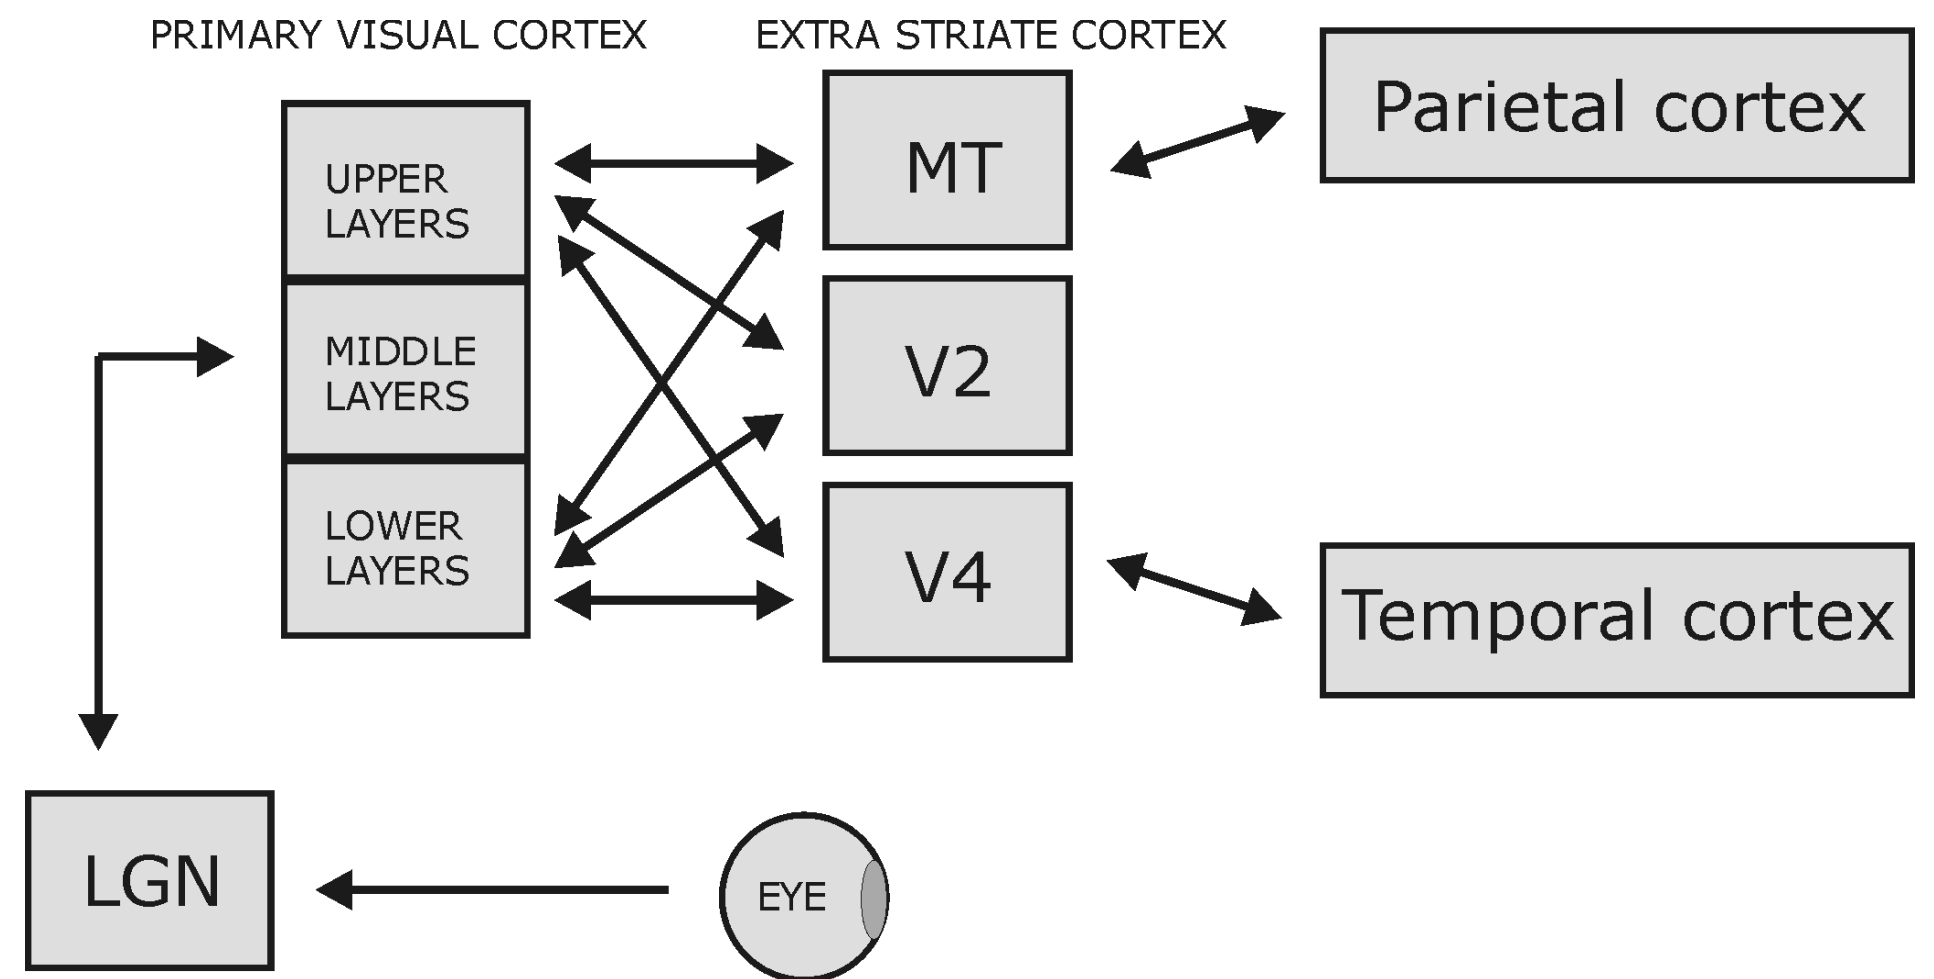 PRIMARY VISUAL CORTEX
EXTRA STRIATE CORTEX
UPPER
LAYERS
MIDDLE
LAYERS
LOWER
LAYERS
MT
V2
V4
Parietal cortex
Temporal cortex
LGN
EYE